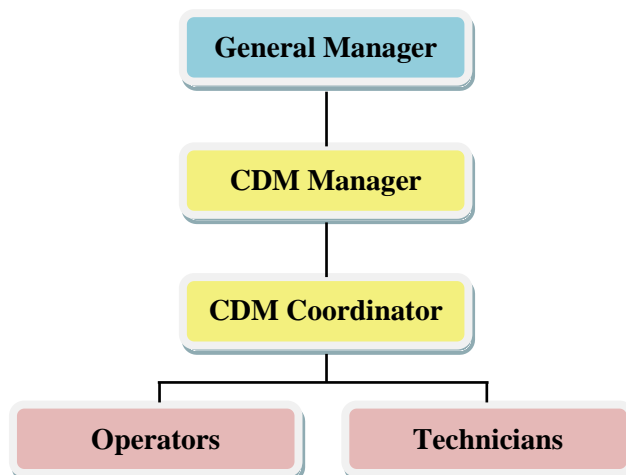 General Manager
CDM Manager
CDM Coordinator
Operators
Technicians